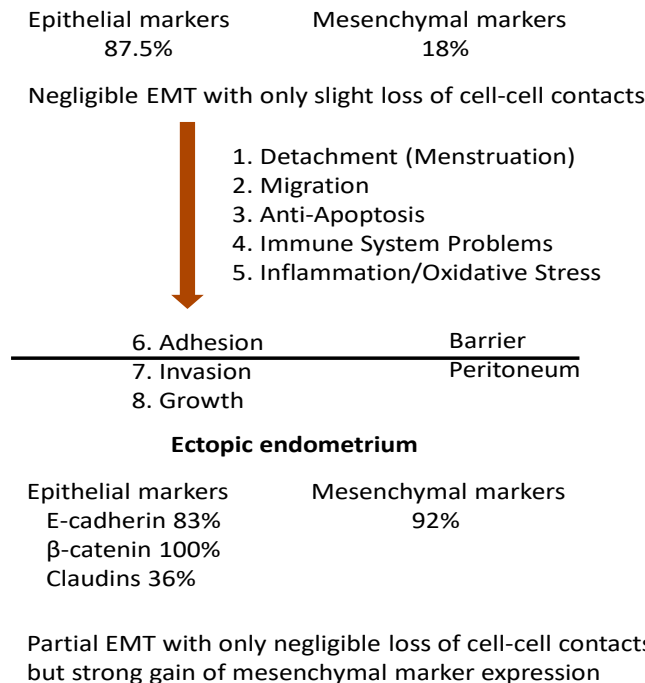 Epithelial markers Mesenchymal markers
87.5% 18%
Negligible EMT with only slight loss of cell-cell contacts
1. Detachment (Menstruation)
2. Migration
3. Anti-Apoptosis
4. Immune System Problems
5. Inflammation/Oxidative Stress
6. Adhesion Barrier
7. Invasion Peritoneum
8. Growth
Ectopic endometrium
Epithelial markers Mesenchymal markers
E-cadherin 83% 92%
β-catenin 100%
Claudins 36%
Partial EMT with only negligible loss of cell-cell contacts
but strong gain of mesenchymal marker expression